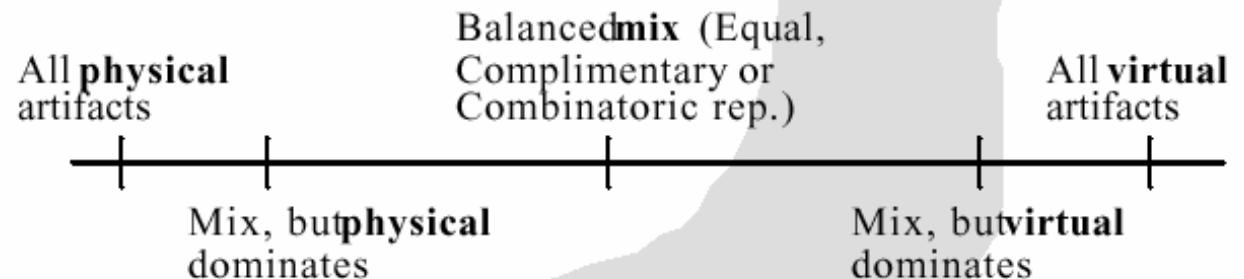 All physical
artifacts
Balancedmix (Equal,
Complimentary or
Combinatoric rep.)
All virtual
artifacts
Mix, butphysical
dominates
Mix, butvirtual
dominates